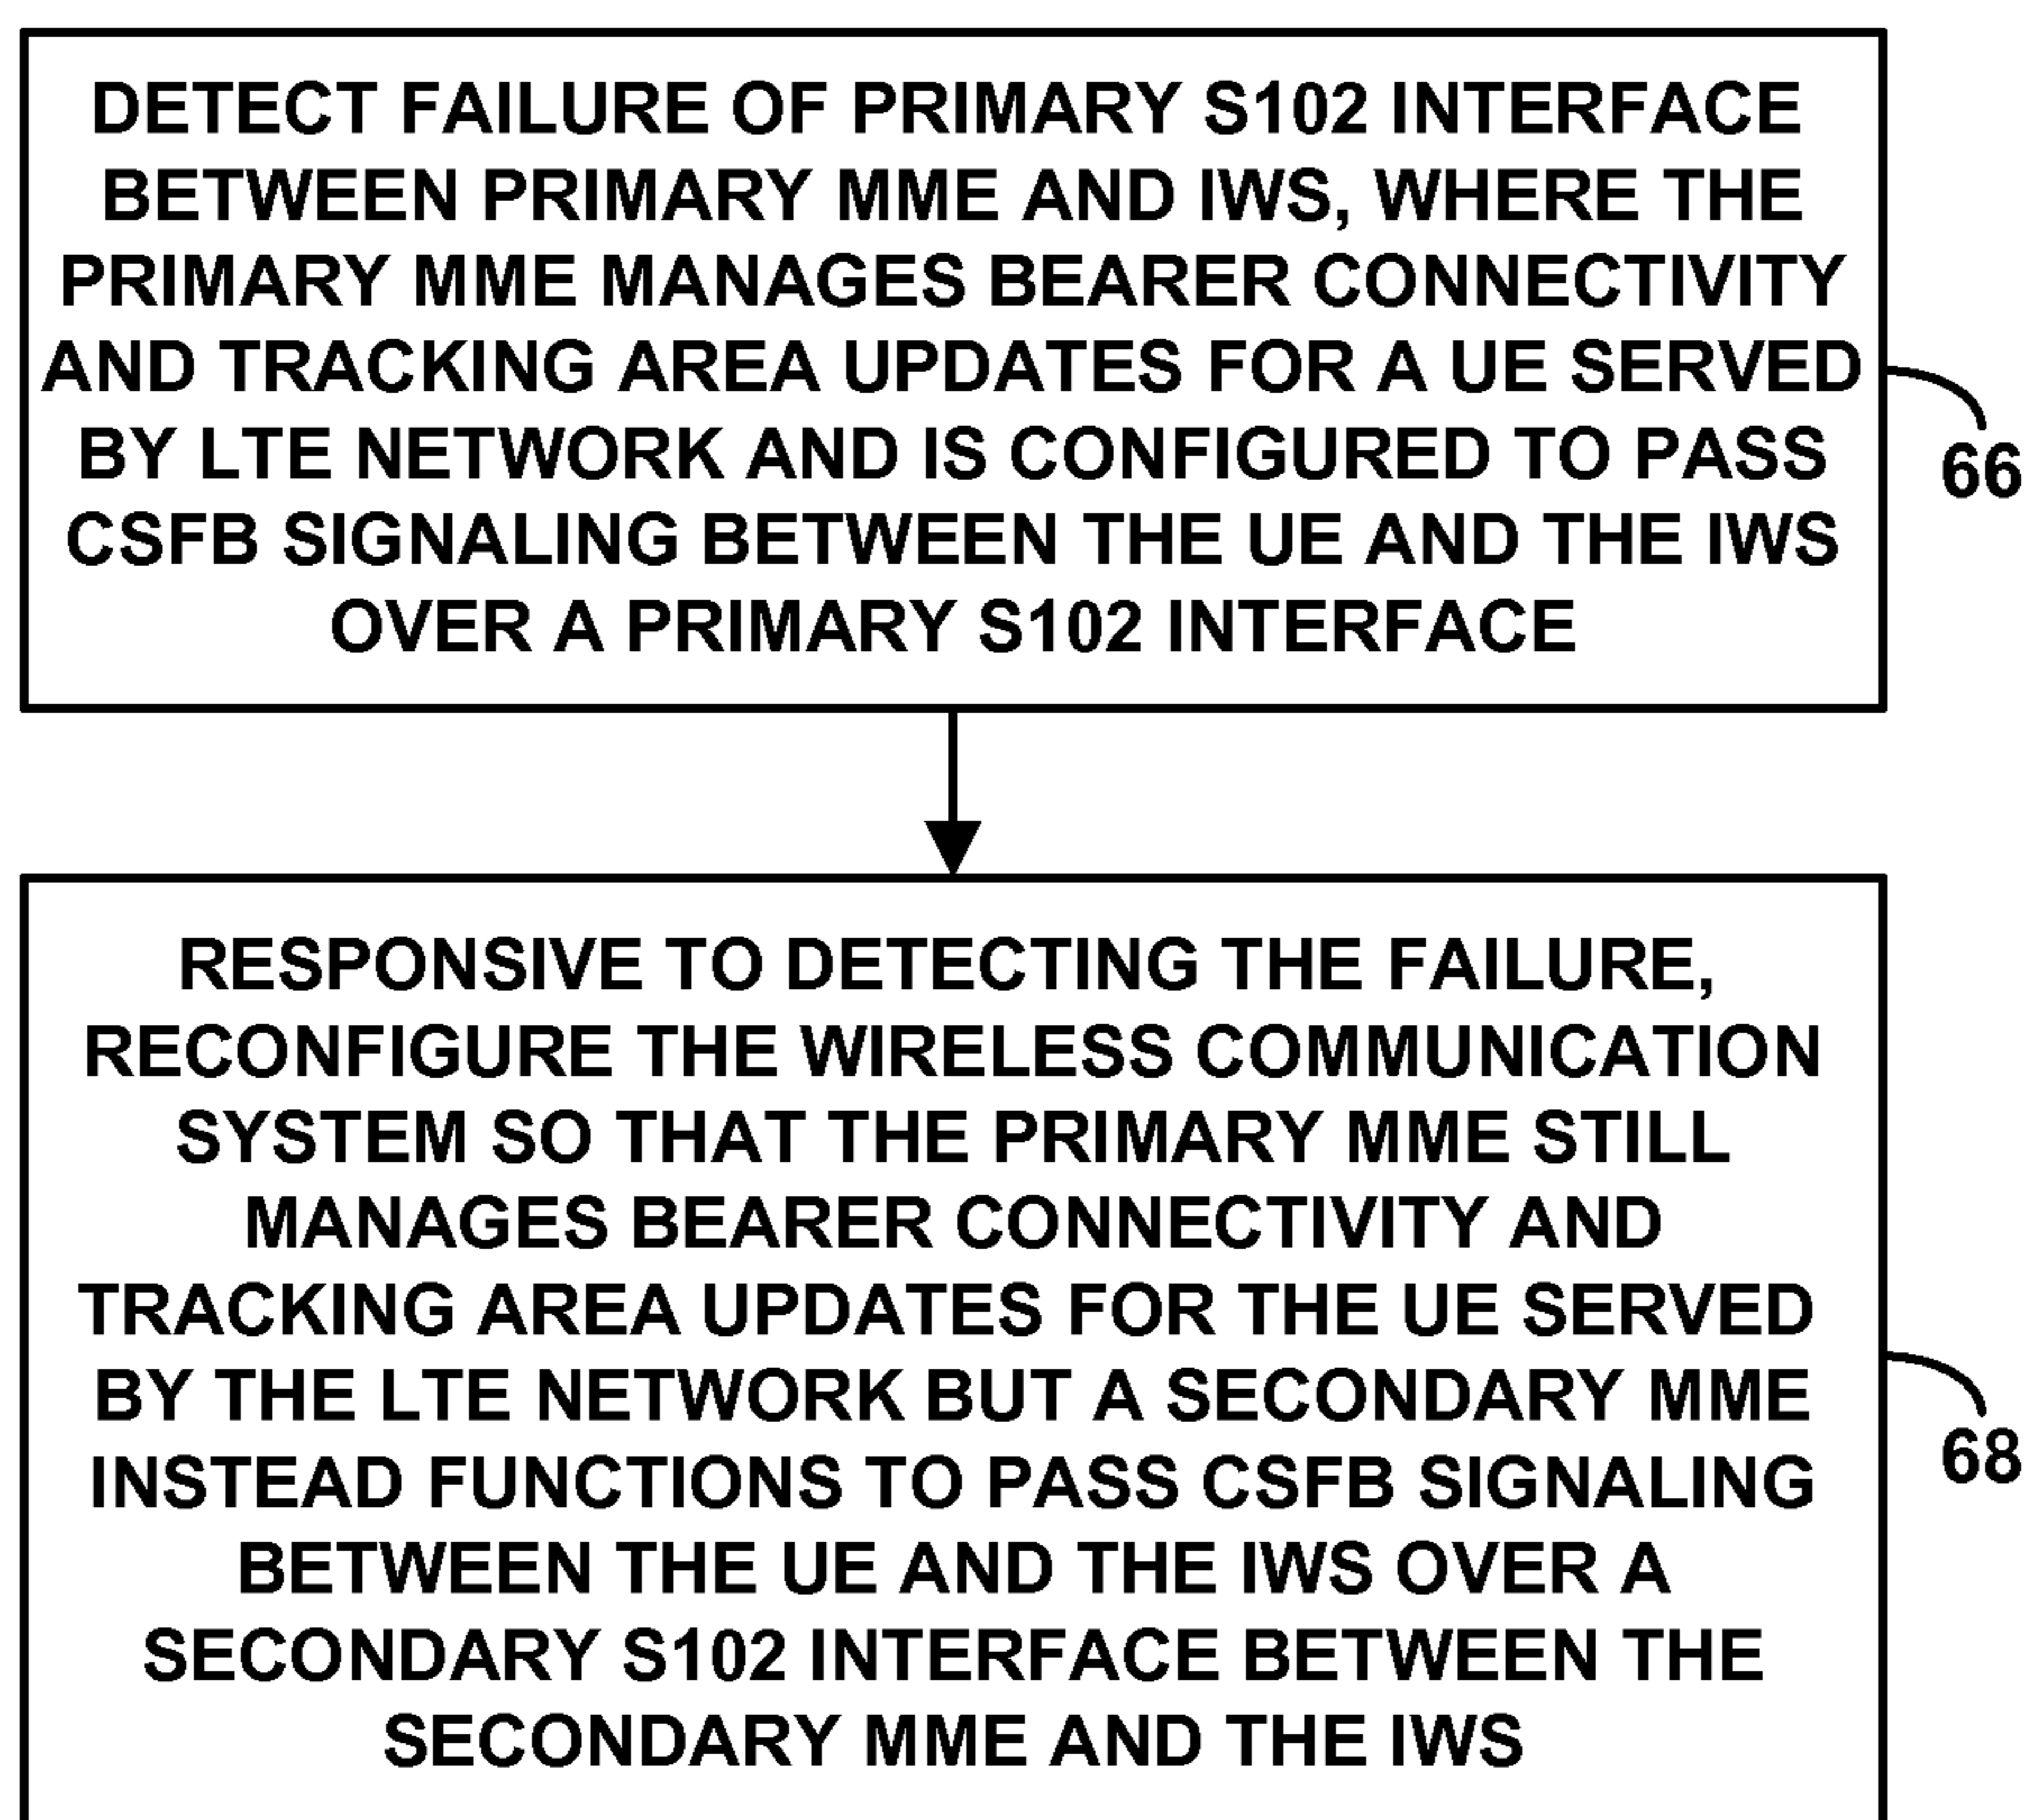 DETECT FAILURE OF PRIMARY S102 INTERFACE
BETWEEN PRIMARY MME AND IWS, WHERE THE
PRIMARY MME MANAGES BEARER CONNECTIVITY
AND TRACKING AREA UPDATES FOR A UE SERVED
BY LTE NETWORK AND IS CONFIGURED TO PASS
CSFB SIGNALING BETWEEN THE UE AND THE IWS
OVER A PRIMARY S102 INTERFACE
66
RESPONSIVE TO DETECTING THE FAILURE,
RECONFIGURE THE WIRELESS COMMUNICATION
SYSTEM SO THAT THE PRIMARY MME STILL
MANAGES BEARER CONNECTIVITY AND
TRACKING AREA UPDATES FOR THE UE SERVED
BY THE LTE NETWORK BUT A SECONDARY MME
INSTEAD FUNCTIONS TO PASS CSFB SIGNALING
BETWEEN THE UE AND THE IWS OVER A
SECONDARY S102 INTERFACE BETWEEN THE
SECONDARY MME AND THE IWS
68